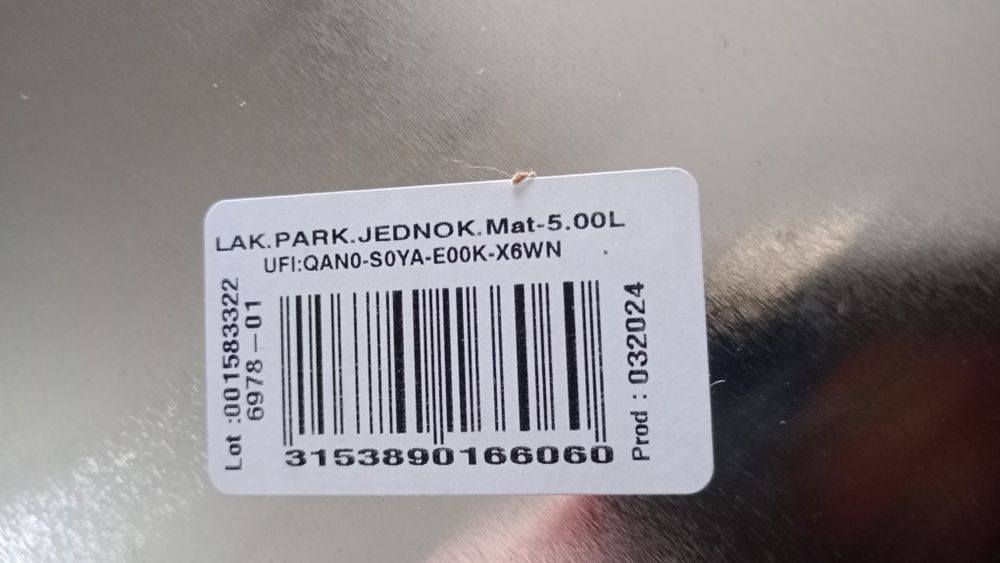 LAK.PARK.JEDNOK.Mat-5.00L
UFI:QAN0-S0YA-E00K-X6WN
Lot :001583322
6978-01
3153890166060
Prod : 032024